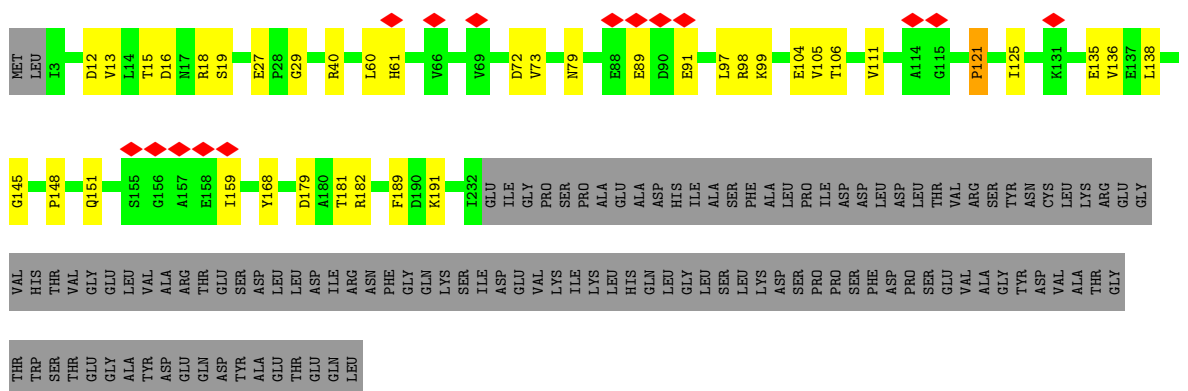 MET LEU I3 D12 V13 L14 T15 D16 N17 R18 S19 E27 P28 G29 R40 L60 H61 V66 V69 D72 V73 N79 E88 E89 D90 E91 L97 R98 K99 E104 V105 T106 V111 A114 G115 P121 I125 K131 E135 V136 E137 L138
G145 P148 Q151 S155 G156 A157 E158 I159 Y168 D179 A180 T181 R182 F189 D190 K191 I232 GLU ILE GLY PRO SER PRO ALA GLU ALA ASP HIS ILE ALA SER PHE ALA LEU PRO ILE ASP ASP LEU ASP LEU THR VAL ARG SER TYR ASN CYS LEU LYS ARG GLU GLY
VAL HIS THR VAL GLY GLU LEU VAL ALA ARG THR GLU SER ASP LEU LEU ASP ILE ARG ASN PHE GLY GLN LYS SER ILE ASP GLU VAL LYS ILE LYS LEU HIS GLN LEU GLY LEU SER LEU LYS ASP SER PRO PRO SER PHE ASP PRO SER GLU VAL ALA GLY TYR ASP VAL ALA THR GLY
THR TRP SER THR GLU GLY ALA TYR ASP GLU GLN ASP TYR ALA GLU THR GLU GLN LEU